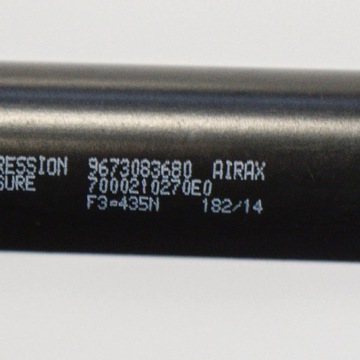 RESSION 9673083680 AIRAX
SURE 7000210270E0
F3=435N 182/14